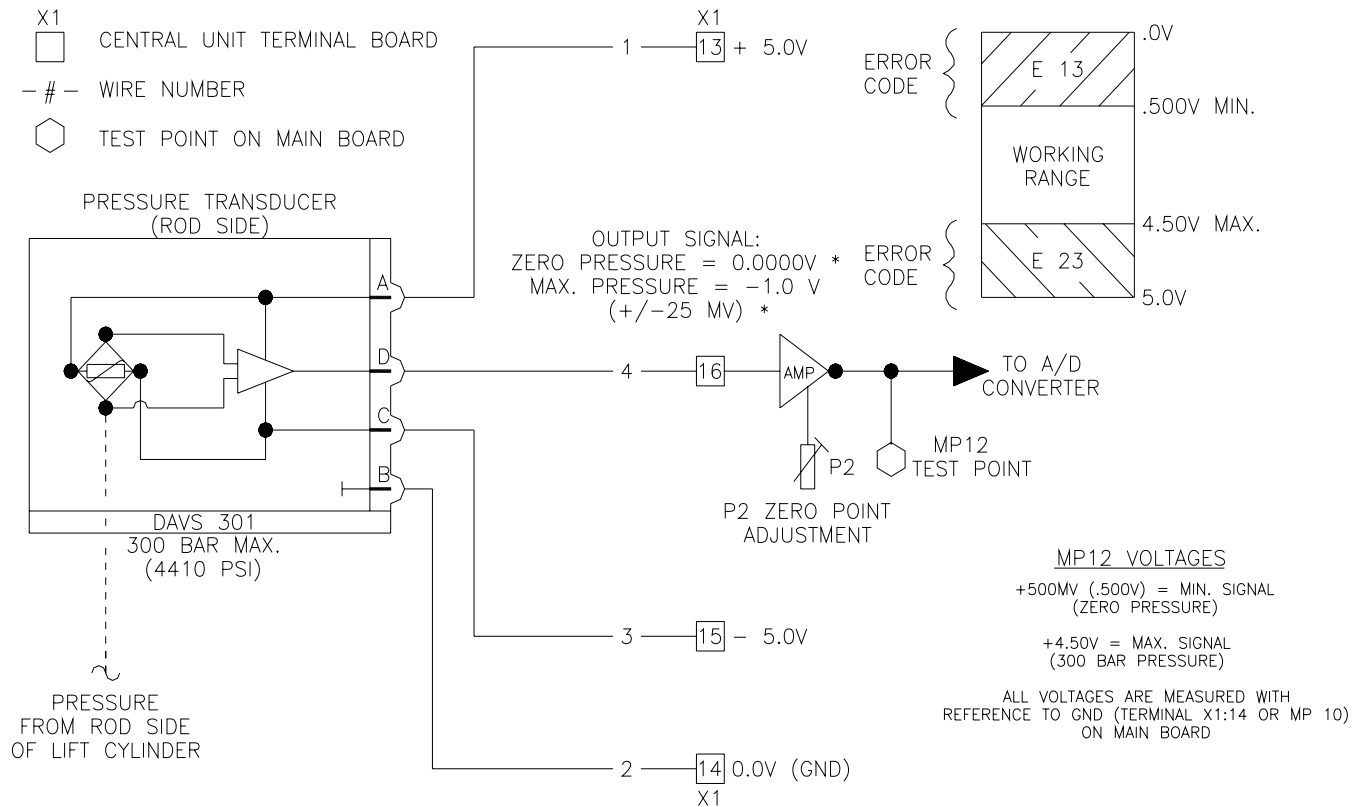 X1
CENTRAL UNIT TERMINAL BOARD
-#- WIRE NUMBER
TEST POINT ON MAIN BOARD
PRESSURE TRANSDUCER
(ROD SIDE)
A
D
C
B
DAVS 301
300 BAR MAX.
(4410 PSI)
PRESSURE
FROM ROD SIDE
OF LIFT CYLINDER
X1
1
13 + 5.0V
OUTPUT SIGNAL:
ZERO PRESSURE = 0.0000V *
MAX. PRESSURE = -1.0 V
(+/-25 MV) *
4
16
AMP
P2
P2 ZERO POINT
ADJUSTMENT
MP12
TEST POINT
TO A/D
CONVERTER
3
15 - 5.0V
2
14 0.0V (GND)
X1
ERROR
CODE
E 13
.0V
.500V MIN.
WORKING
RANGE
4.50V MAX.
ERROR
CODE
E 23
5.0V
MP12 VOLTAGES
+500MV (.500V) = MIN. SIGNAL
(ZERO PRESSURE)
+4.50V = MAX. SIGNAL
(300 BAR PRESSURE)
ALL VOLTAGES ARE MEASURED WITH
REFERENCE TO GND (TERMINAL X1:14 OR MP 10)
ON MAIN BOARD